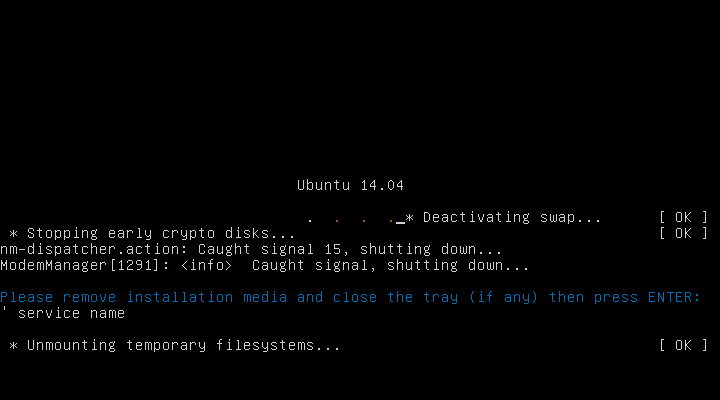 Ubuntu 14.04
. . . ._* Deactivating swap... [ OK ]
* Stopping early crypto disks... [ OK ]
nm-dispatcher.action: Caught signal 15, shutting down...
ModemManager[1291]: <info>  Caught signal, shutting down...
Please remove installation media and close the tray (if any) then press ENTER:
' service name
* Unmounting temporary filesystems... [ OK ]